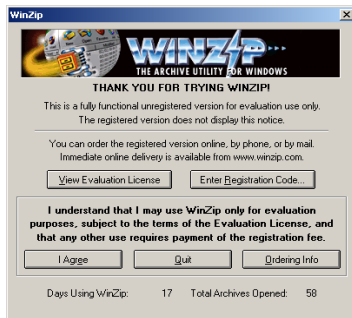 WinZip
WINZIP
THE ARCHIVE UTILITY FOR WINDOWS
THANK YOU FOR TRYING WINZIP!
This is a fully functional unregistered version for evaluation use only.
The registered version does not display this notice.
You can order the registered version online, by phone, or by mail.
Immediate online delivery is available from www.winzip.com.
View Evaluation License
Enter Registration Code...
I understand that I may use WinZip only for evaluation
purposes, subject to the terms of the Evaluation License, and
that any other use requires payment of the registration fee.
I Agree
Quit
Ordering Info
Days Using WinZip: 17 Total Archives Opened: 58